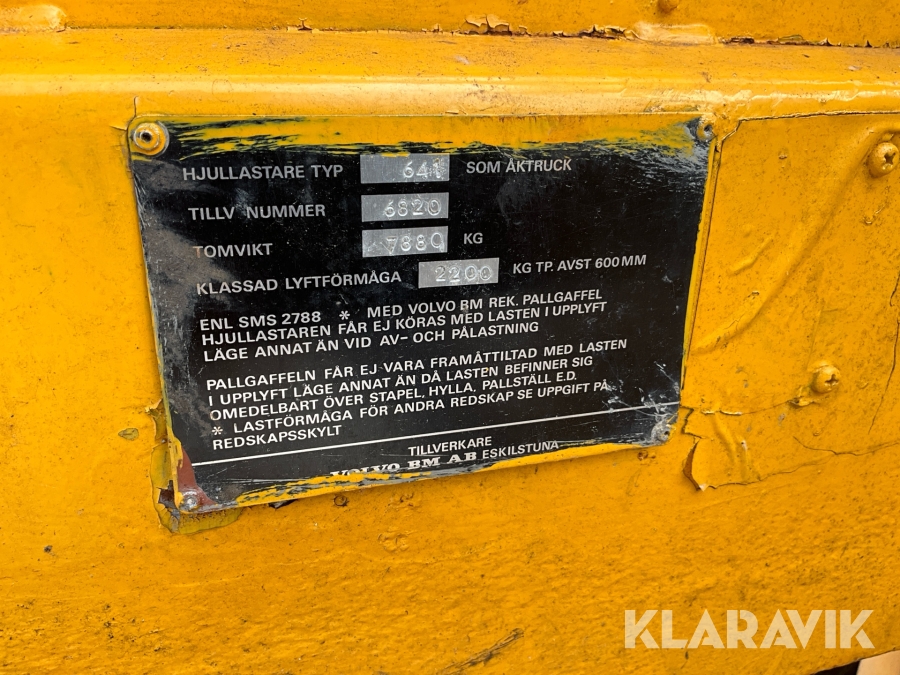 HJULLASTARE TYP 641 SOM ÅKTRUCK
TILLV NUMMER 6820
TOMVIKT 7880 KG
KLASSAD LYFTFÖRMÅGA 2200 KG TP. AVST 600 MM
ENL SMS 2788 * MED VOLVO BM REK. PALLGAFFEL
HJULLASTAREN FÅR EJ KÖRAS MED LASTEN I UPPLYFT
LÄGE ANNAT ÄN VID AV- OCH PÅLASTNING
PALLGAFFELN FÅR EJ VARA FRAMÅTTILTAD MED LASTEN
I UPPLYFT LÄGE ANNAT ÄN DÅ LASTEN BEFINNER SIG
OMEDELBART ÖVER STAPEL, HYLLA. PALLSTÄLL E.D.
* LASTFÖRMÅGA FÖR ANDRA REDSKAP SE UPPGIFT PÅ
REDSKAPSSKYLT
TILLVERKARE
VOLVO BM AB ESKILSTUNA
KLARAVIK